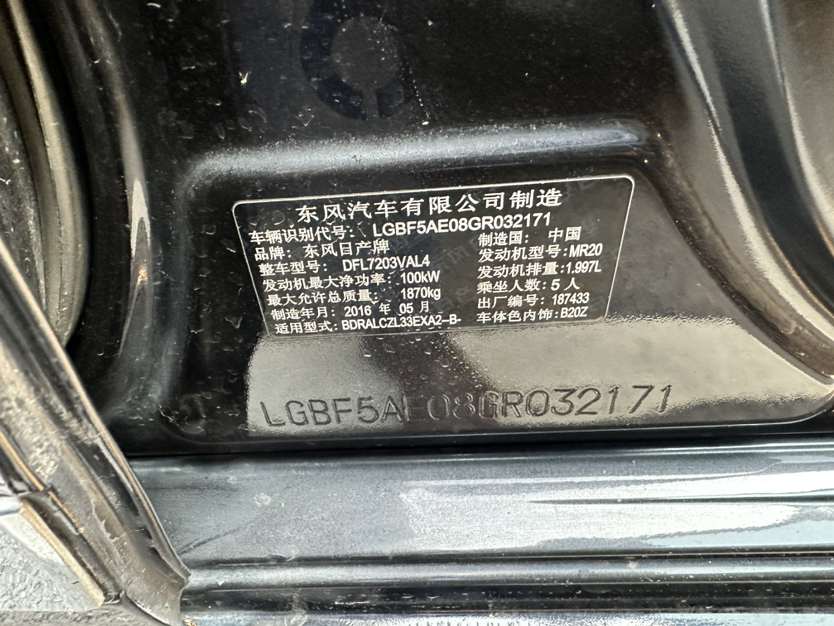 东风汽车有限公司制造
车辆识别代号：LGBF5AE08GR032171
品牌：东风日产牌 制造国：中国
整车型号：DFL7203VAL4 发动机型号：MR20
发动机最大净功率：100kW 发动机排量：1.997L
最大允许总质量：1870kg 乘坐人数：5人
制造年月：2016 年 05 月 出厂编号：187433
适用型式：BDRALCZL33EXA2-B- 车体色内饰：B20Z
LGBF5AE08GR032171